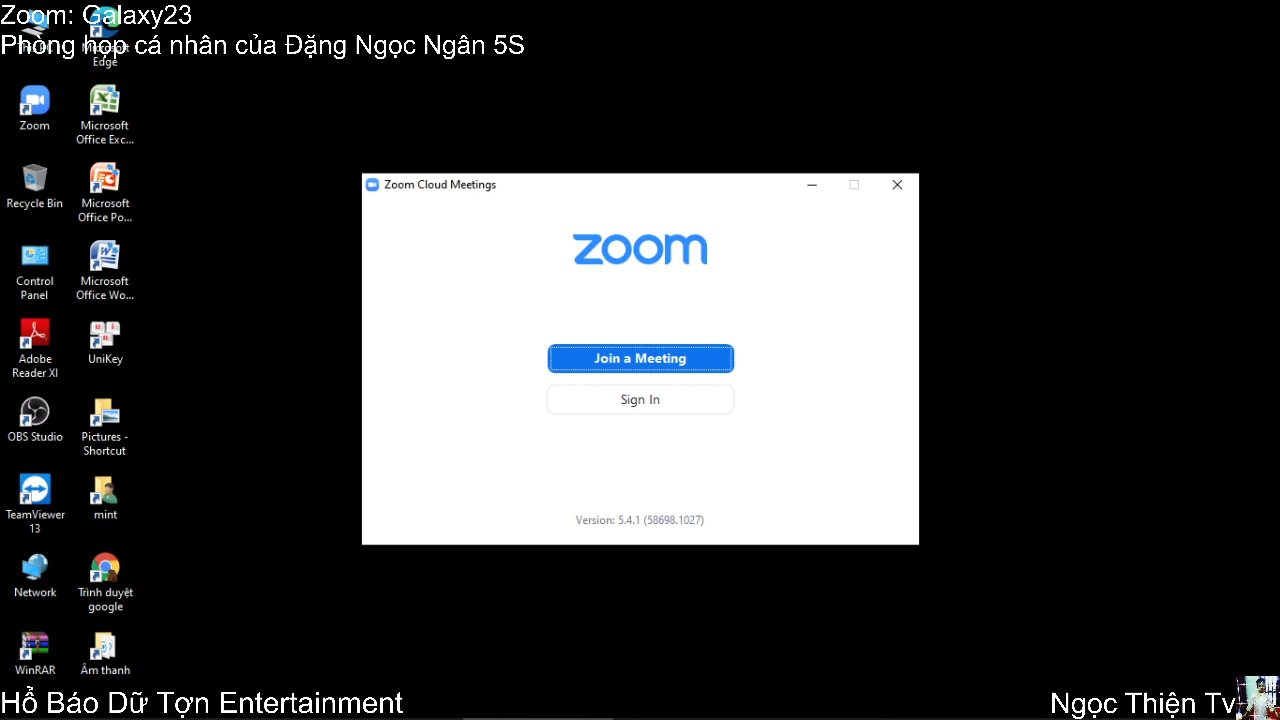 Zoom: Galaxy23
Phòng họp cá nhân của Đặng Ngọc Ngân 5S
Edge
Zoom
Microsoft
Office Exc...
Recycle Bin
Microsoft
Office Po...
Control
Panel
Microsoft
Office Wo...
Adobe
Reader XI
UniKey
OBS Studio
Pictures -
Shortcut
TeamViewer
13
mint
Network
Trình duyệt
google
WinRAR
Âm thanh
Zoom Cloud Meetings
zoom
Join a Meeting
Sign In
Version: 5.4.1 (58698.1027)
Hổ Báo Dữ Tợn Entertainment
Ngọc Thiện Tv